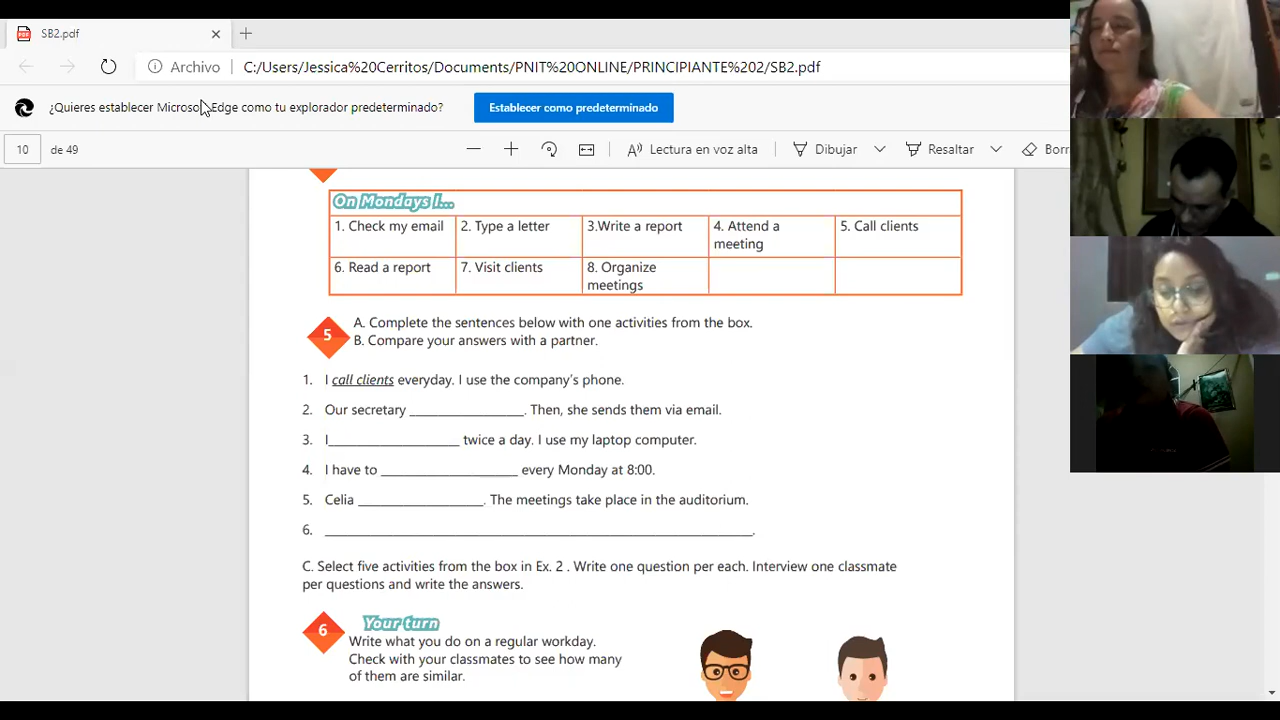 SB2.pdf
Archivo C:/Users/Jessica%20Cerritos/Documents/PNIT%20ONLINE/PRINCIPIANTE%202/SB2.pdf
¿Quieres establecer Microsoft Edge como tu explorador predeterminado? Establecer como predeterminado
10 de 49 Lectura en voz alta Dibujar Resaltar Borr
On Mondays I...
1. Check my email 2. Type a letter 3.Write a report 4. Attend a meeting 5. Call clients
6. Read a report 7. Visit clients 8. Organize meetings
5
A. Complete the sentences below with one activities from the box.
B. Compare your answers with a partner.
1. I call clients everyday. I use the company's phone.
2. Our secretary __________________. Then, she sends them via email.
3. I____________________ twice a day. I use my laptop computer.
4. I have to _____________________ every Monday at 8:00.
5. Celia ___________________. The meetings take place in the auditorium.
6. __________________________________________________________________.
C. Select five activities from the box in Ex. 2 . Write one question per each. Interview one classmate
per questions and write the answers.
6
Your turn
Write what you do on a regular workday.
Check with your classmates to see how many
of them are similar.